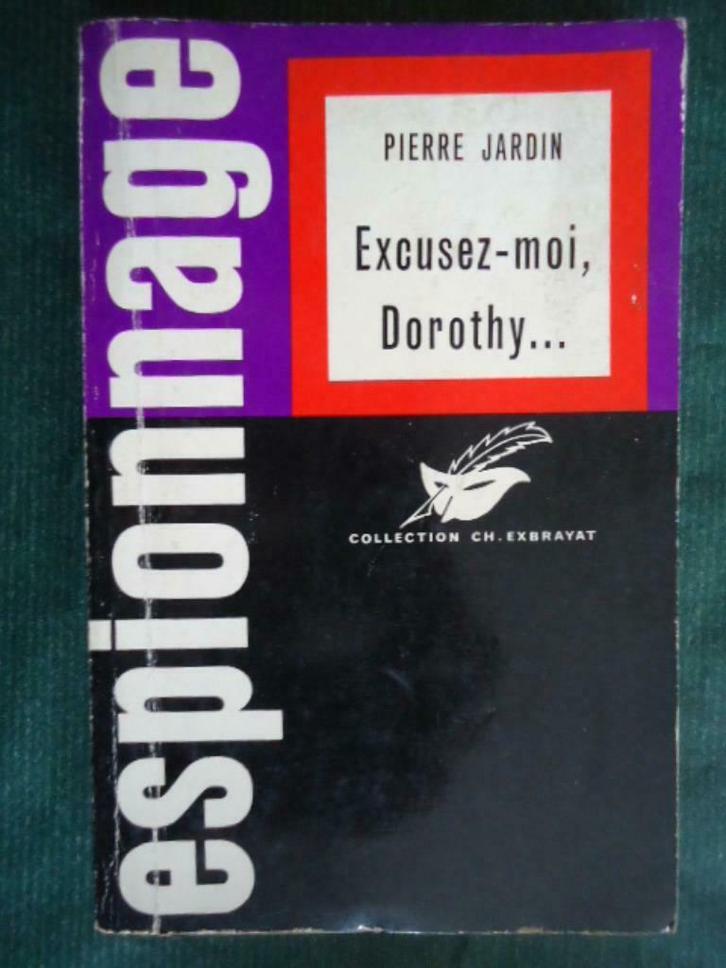 espionnage
PIERRE JARDIN
Excusez-moi,
Dorothy...
COLLECTION CH. EXBRAYAT